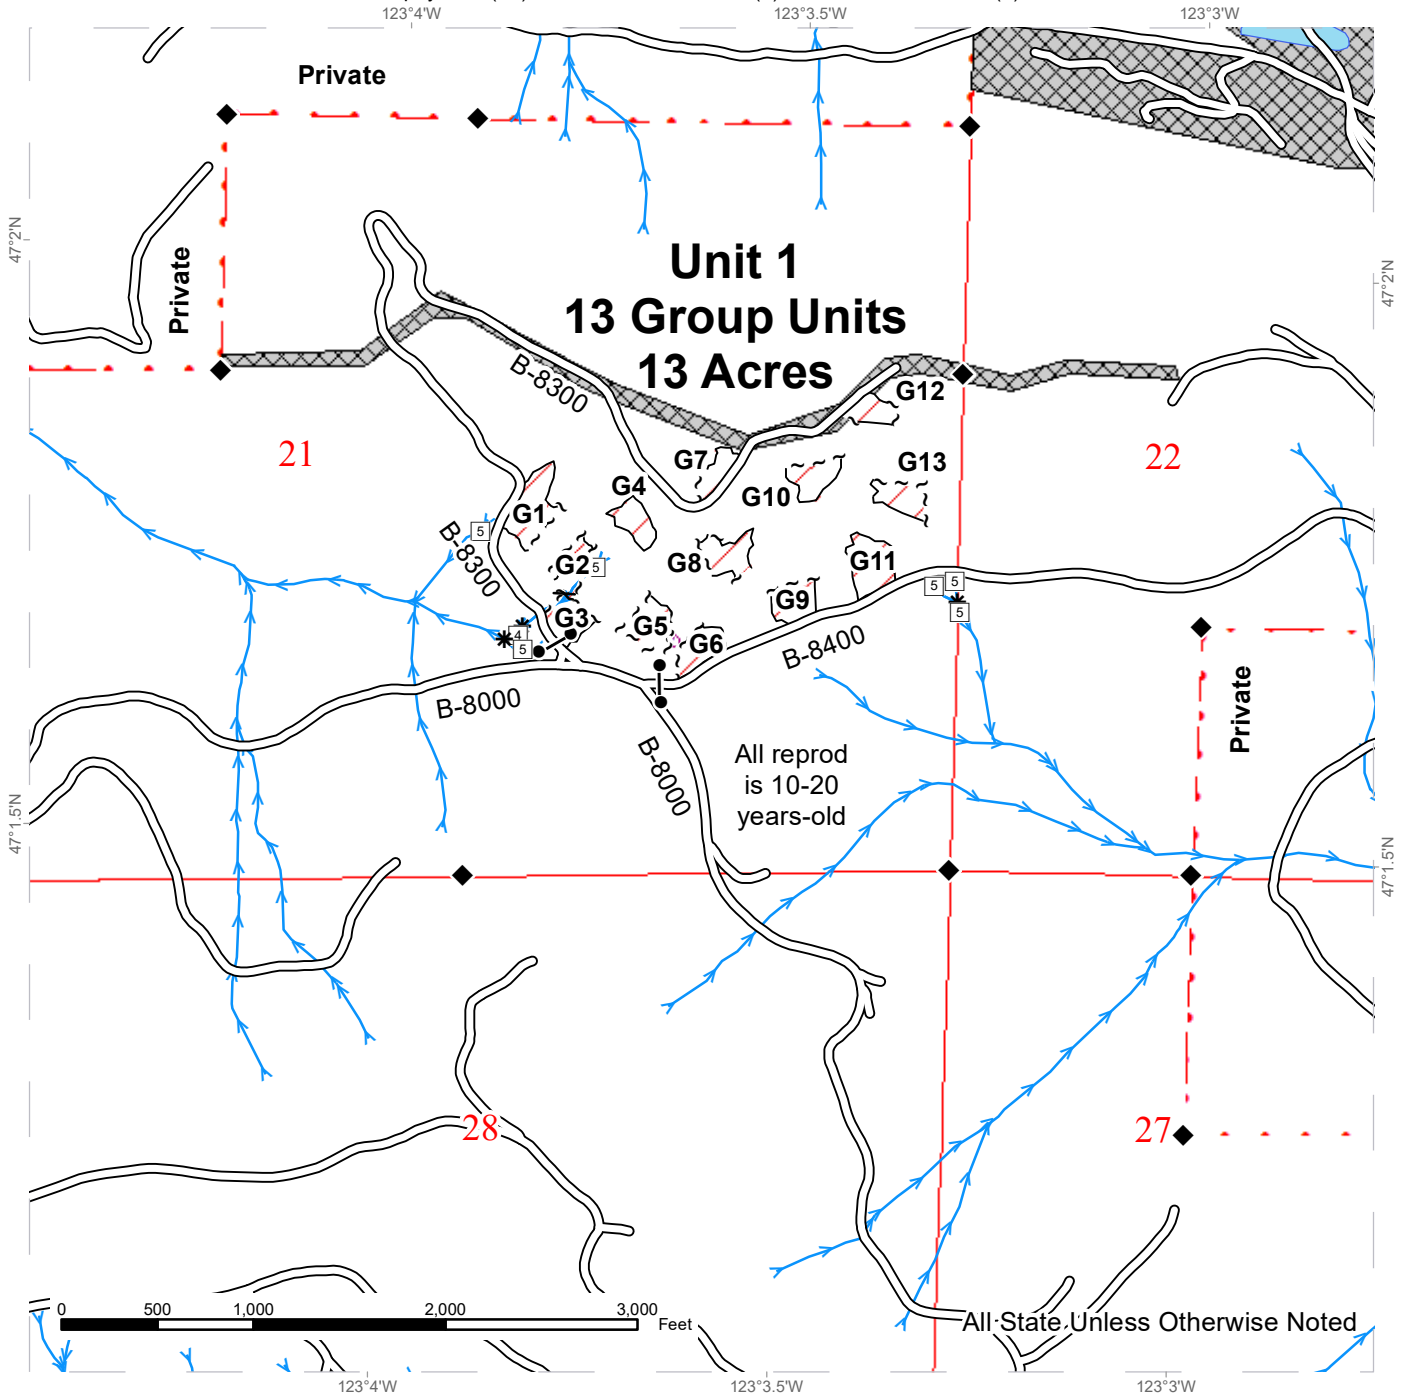 123°4'W
123°3.5'W
123°3'W
Private
47°2'N
47°2'N
Private
Unit 1
13 Group Units
13 Acres
B-8300
G12
21
22
G7
G13
G4
G10
G1
5
B-8300
G2
5
G8
G11
5
5
G9
5
G3
4
5
G5
G6
B-8400
B-8000
Private
B-8000
All reprod
is 10-20
years-old
47°1.5'N
47°1.5'N
28
27
0
500
1,000
2,000
3,000
Feet
All State Unless Otherwise Noted
123°4'W
123°3.5'W
123°3'W